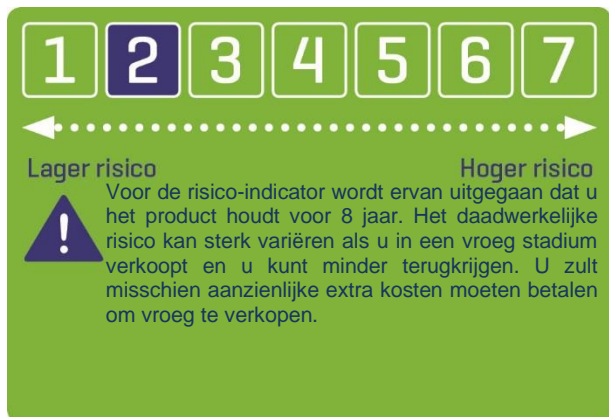 1 2 3 4 5 6 7
Lager risico Hoger risico
Voor de risico-indicator wordt ervan uitgegaan dat u
het product houdt voor 8 jaar. Het daadwerkelijke
risico kan sterk variëren als u in een vroeg stadium
verkoopt en u kunt minder terugkrijgen. U zult
misschien aanzienlijke extra kosten moeten betalen
om vroeg te verkopen.